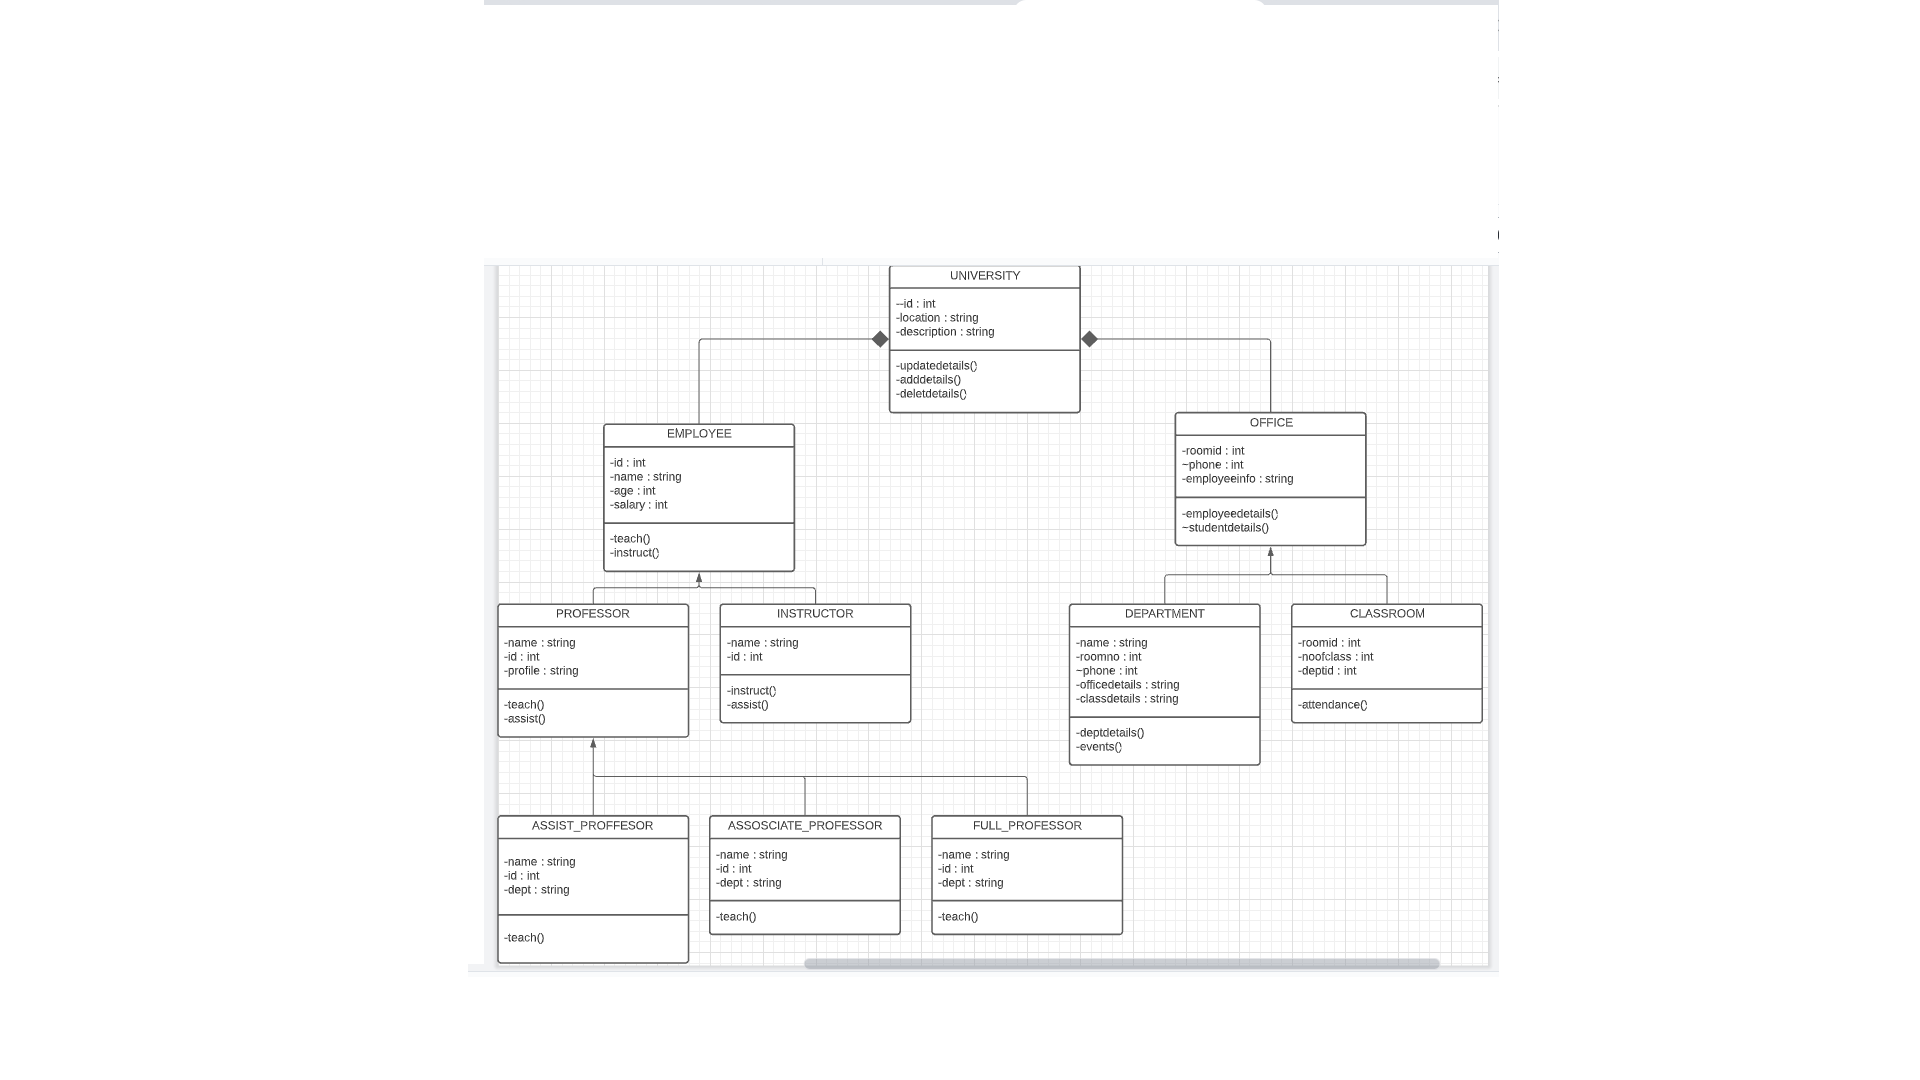 UNIVERSITY
--id : int
-location : string
-description : string
-updatedetails()
-adddetails()
-deletdetails()
EMPLOYEE
-id : int
-name : string
-age : int
-salary : int
-teach()
-instruct()
OFFICE
-roomid : int
~phone : int
-employeeinfo : string
-employeedetails()
~studentdetails()
PROFESSOR
-name : string
-id : int
-profile : string
-teach()
-assist()
INSTRUCTOR
-name : string
-id : int
-instruct()
-assist()
DEPARTMENT
-name : string
-roomno : int
~phone : int
-officedetails : string
-classdetails : string
-deptdetails()
-events()
CLASSROOM
-roomid : int
-noofclass : int
-deptid : int
-attendance()
ASSIST_PROFFESOR
-name : string
-id : int
-dept : string
-teach()
ASSOSCIATE_PROFESSOR
-name : string
-id : int
-dept : string
-teach()
FULL_PROFESSOR
-name : string
-id : int
-dept : string
-teach()